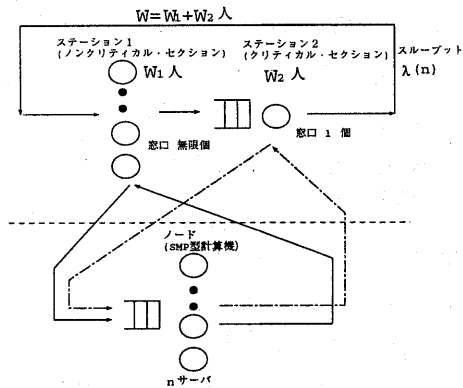 W=W1+W2 人
ステーション1
(ノンクリティカル・セクション)
W1 人
ステーション2
(クリティカル・セクション)
W2 人
スループット
λ(n)
窓口 無限個
窓口 1 個
ノード
(SMP型計算機)
nサーバ